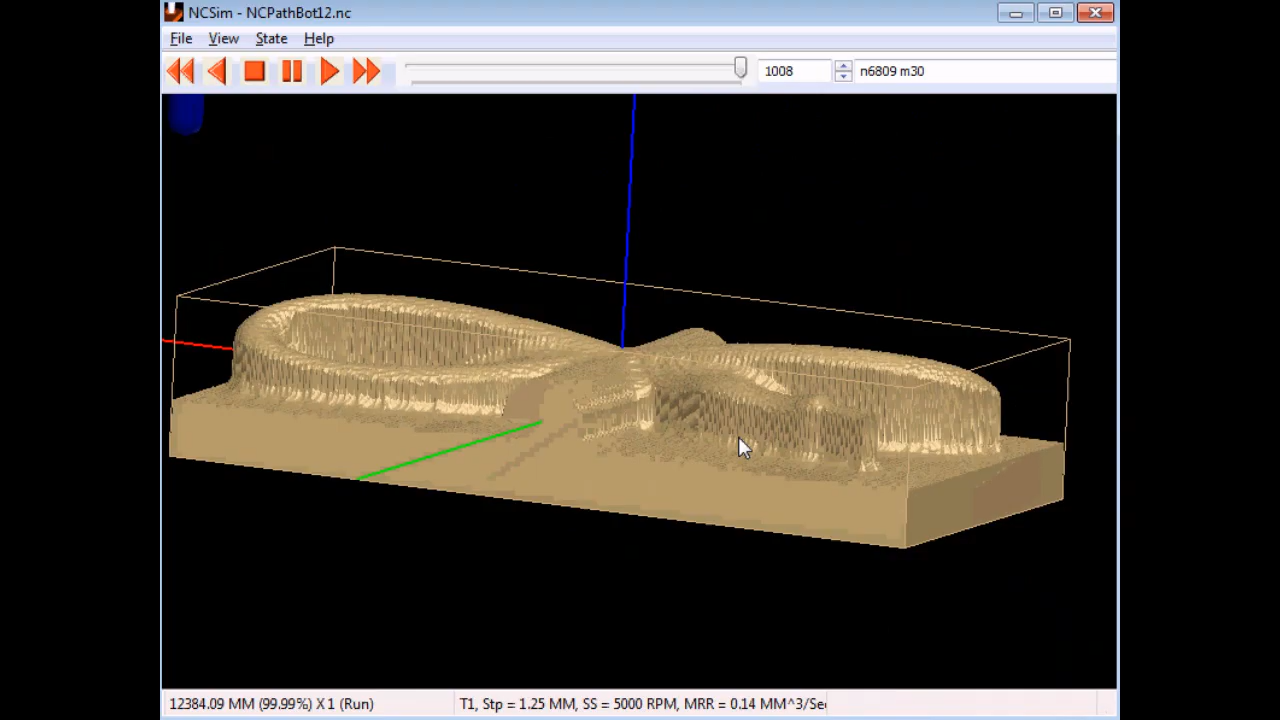 NCSim - NCPathBot12.nc
File View State Help
1008 n6809 m30
12384.09 MM (99.99%) X 1 (Run) T1, Stp = 1.25 MM, SS = 5000 RPM, MRR = 0.14 MM^3/Se